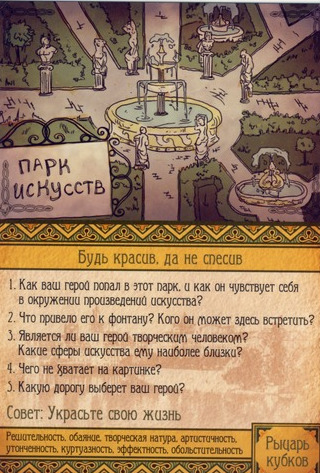 ПАРК
ИСКУССТВ
Будь красив, да не спесив
1. Как ваш герой попал в этот парк, и как он чувствует себя
в окружении произведений искусства?
2. Что привело его к фонтану? Кого он может здесь встретить?
3. Является ли ваш герой творческим человеком?
Какие сферы искусства ему наиболее близки?
4. Чего не хватает на картинке?
5. Какую дорогу выберет ваш герой?
Совет: Украсьте свою жизнь
Решительность, обаяние, творческая натура, артистичность,
утонченность, куртуазность, эффектность, обольстительность
Рыцарь
кубков